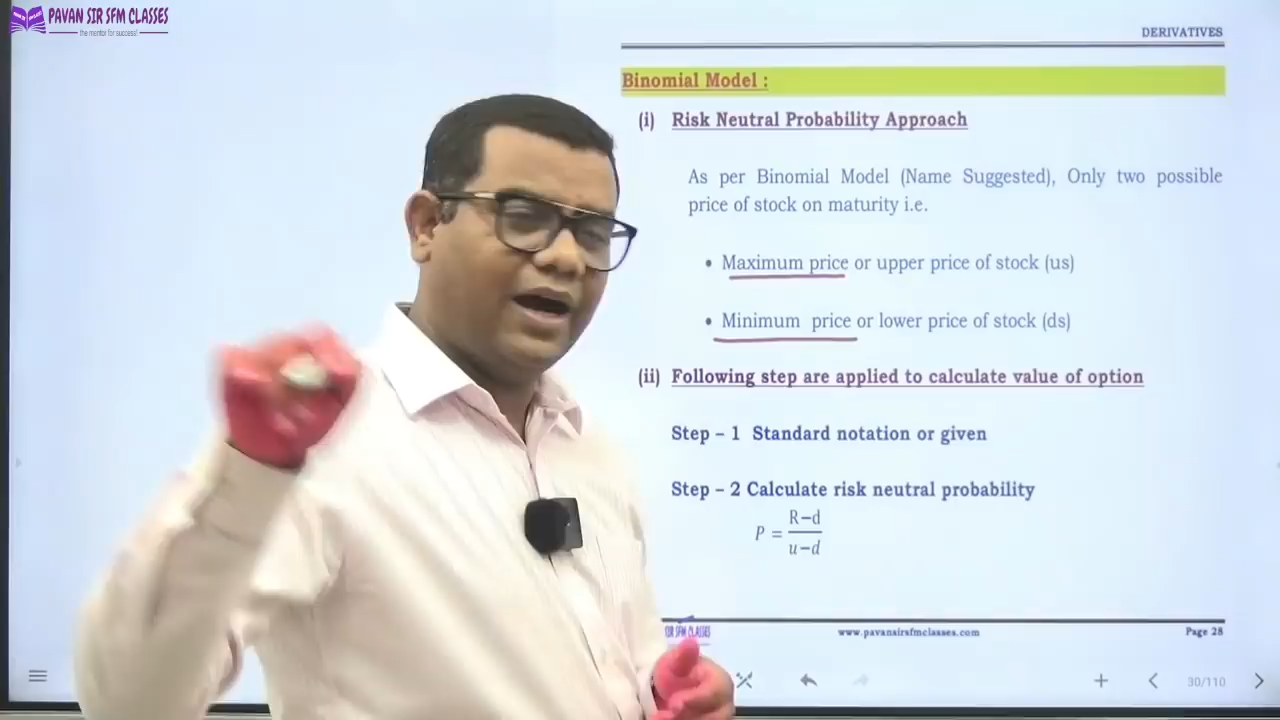 PAVAN SIR SFM CLASSES
the mentor for success!
DERIVATIVES
Binomial Model :
(i) Risk Neutral Probability Approach
As per Binomial Model (Name Suggested), Only two possible
price of stock on maturity i.e.
• Maximum price or upper price of stock (us)
• Minimum price or lower price of stock (ds)
(ii) Following step are applied to calculate value of option
Step – 1 Standard notation or given
Step – 2 Calculate risk neutral probability
P = R–d
u–d
SIR SFM CLASSES
www.pavansirsfmclasses.com
Page 28
30/110